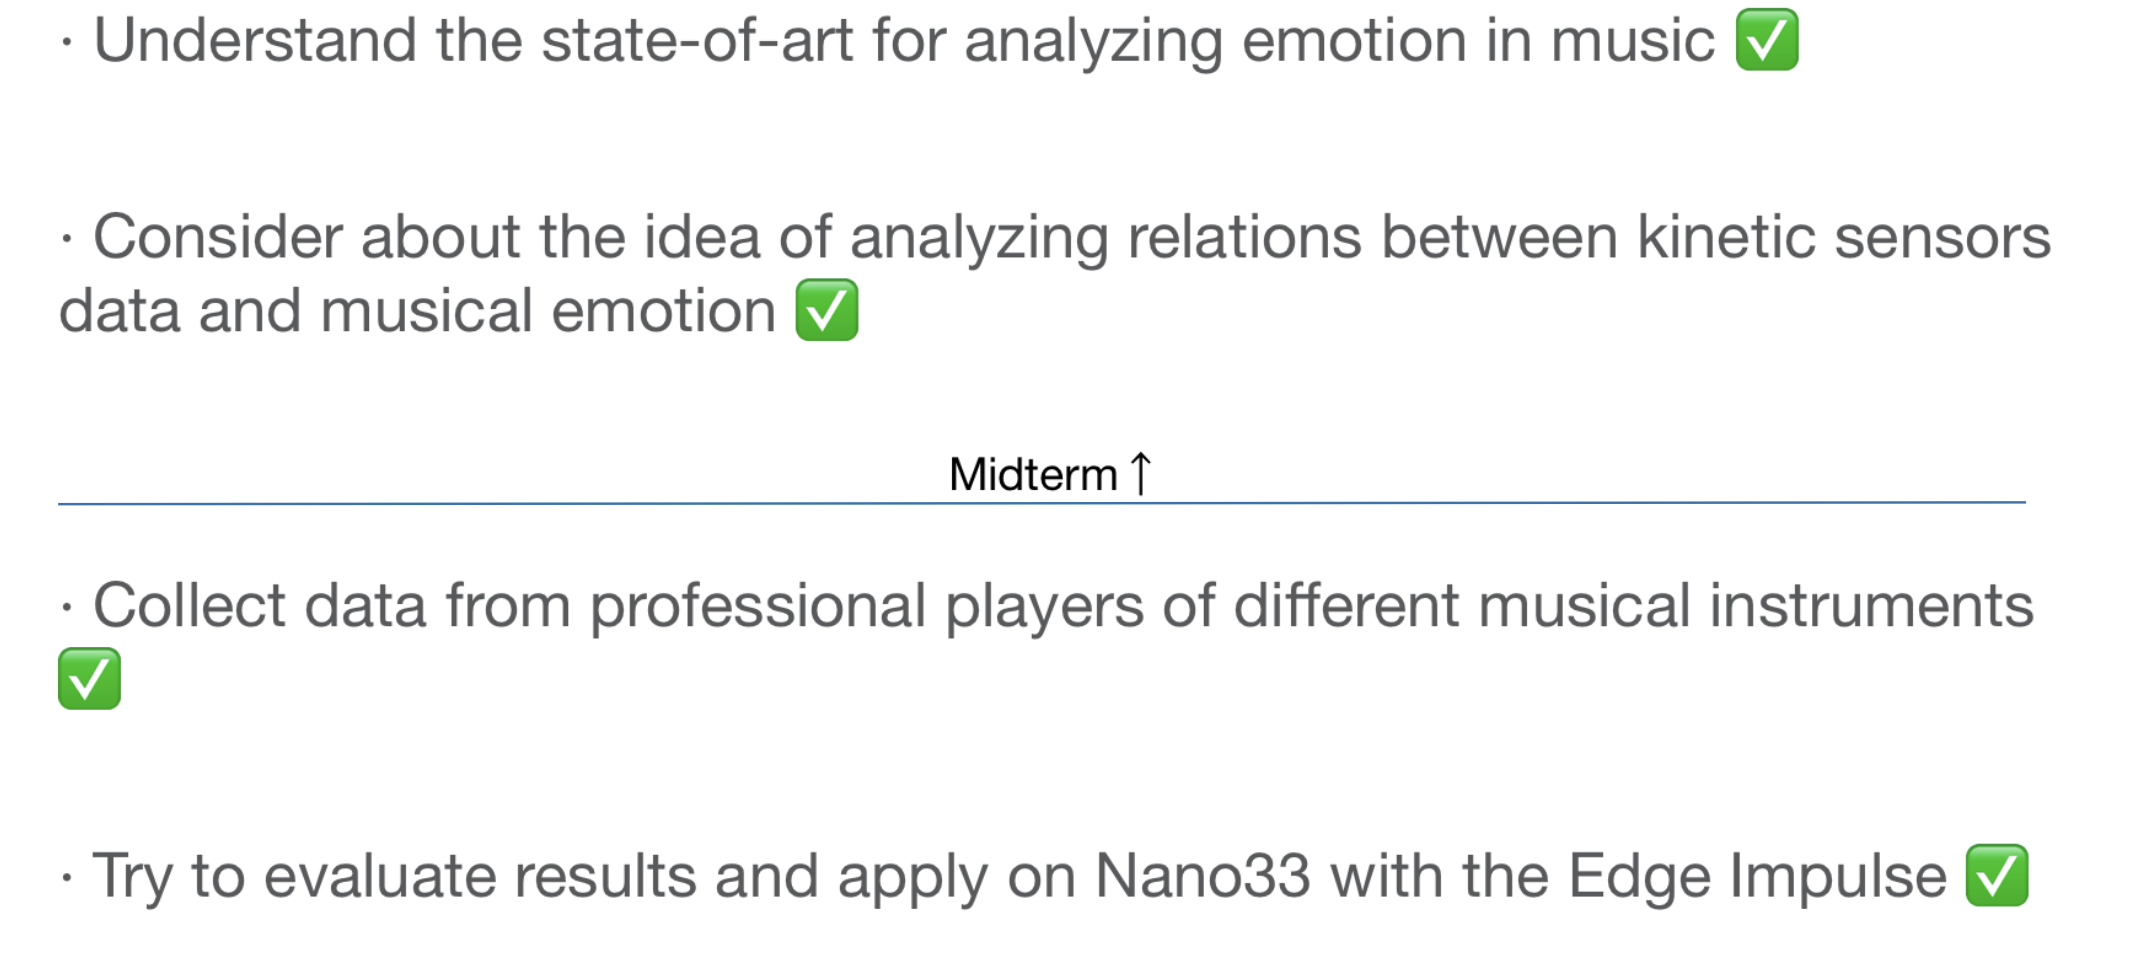 · Understand the state-of-art for analyzing emotion in music ✅
· Consider about the idea of analyzing relations between kinetic sensors
data and musical emotion ✅
Midterm ↑
· Collect data from professional players of different musical instruments
✅
· Try to evaluate results and apply on Nano33 with the Edge Impulse ✅